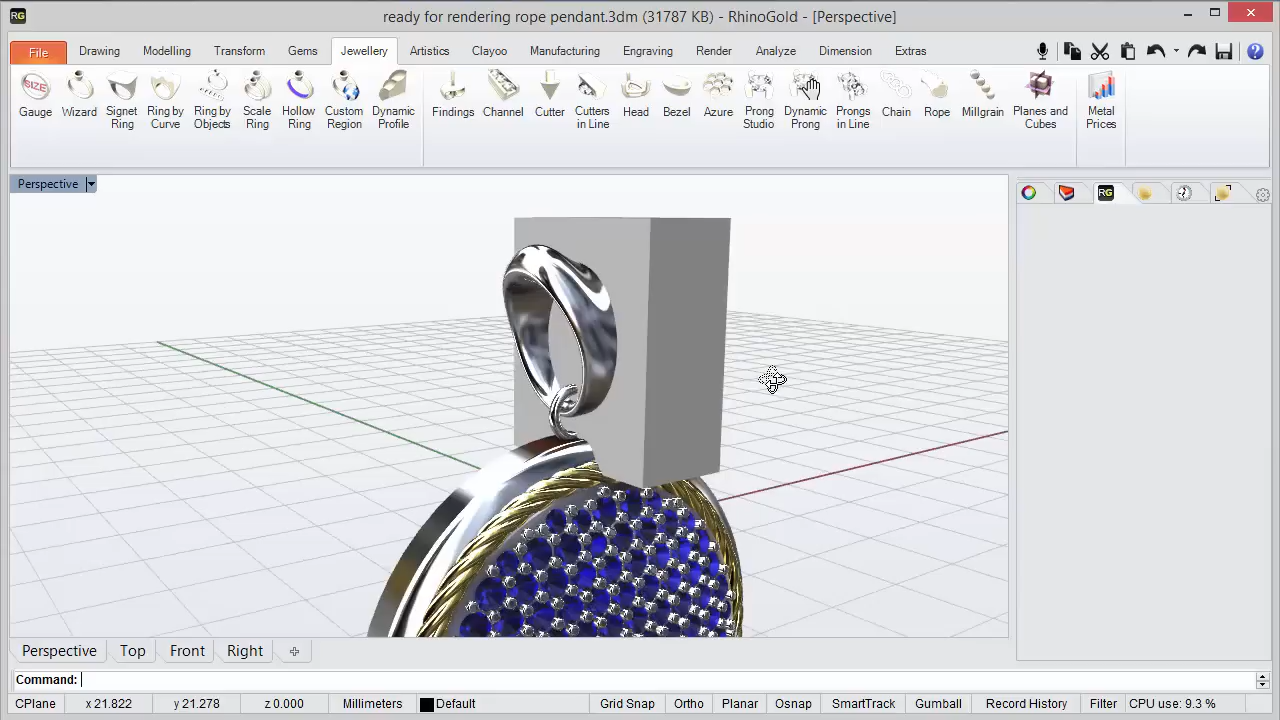 RG ready for rendering rope pendant.3dm (31787 KB) - RhinoGold - [Perspective]
File Drawing Modelling Transform Gems Jewellery Artistics Clayoo Manufacturing Engraving Render Analyze Dimension Extras
SIZE
Gauge Wizard Signet Ring Ring by Curve Ring by Objects Scale Ring Hollow Ring Custom Region Dynamic Profile Findings Channel Cutter Cutters in Line Head Bezel Azure Prong Studio Dynamic Prong Prongs in Line Chain Rope Millgrain Planes and Cubes Metal Prices
Perspective
RG
Perspective Top Front Right
Command:
CPlane x 21.822 y 21.278 z 0.000 Millimeters Default Grid Snap Ortho Planar Osnap SmartTrack Gumball Record History Filter CPU use: 9.3 %